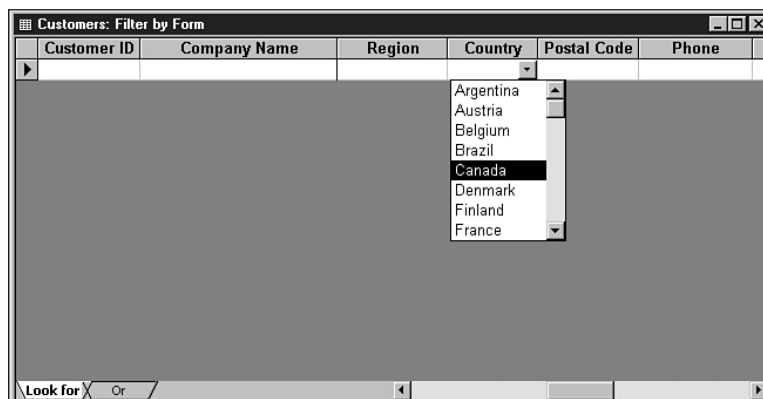 Customers: Filter by Form
Customer ID Company Name Region Country Postal Code Phone
Argentina
Austria
Belgium
Brazil
Canada
Denmark
Finland
France
Look for Or